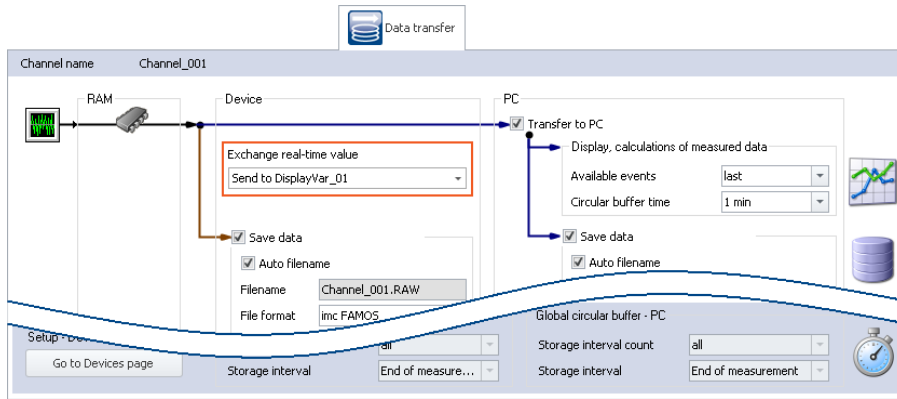 Data transfer
Channel name Channel_001
RAM
Device
PC
Transfer to PC
Exchange real-time value
Send to DisplayVar_01
Display, calculations of measured data
Available events last
Circular buffer time 1 min
Save data
Auto filename
Filename Channel_001.RAW
File format imc FAMOS
Save data
Auto filename
Global circular buffer - PC
Setup -
Go to Devices page
all
Storage interval End of measure...
Storage interval count all
Storage interval End of measurement